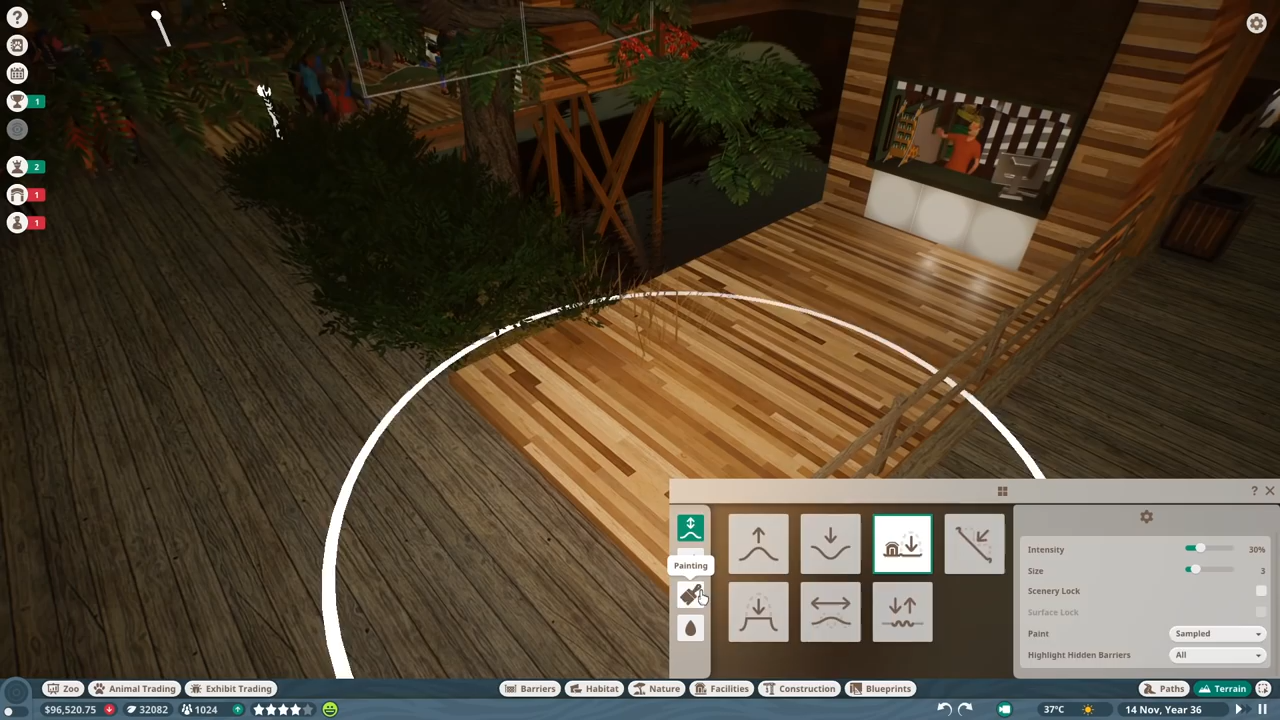 ?
1
2
1
1
? ×
Painting
Intensity 30%
Size 3
Scenery Lock
Surface Lock
Paint Sampled
Highlight Hidden Barriers All
Zoo Animal Trading Exhibit Trading Barriers Habitat Nature Facilities Construction Blueprints Paths Terrain
$96,520.75 32082 1024 37°C 14 Nov, Year 36